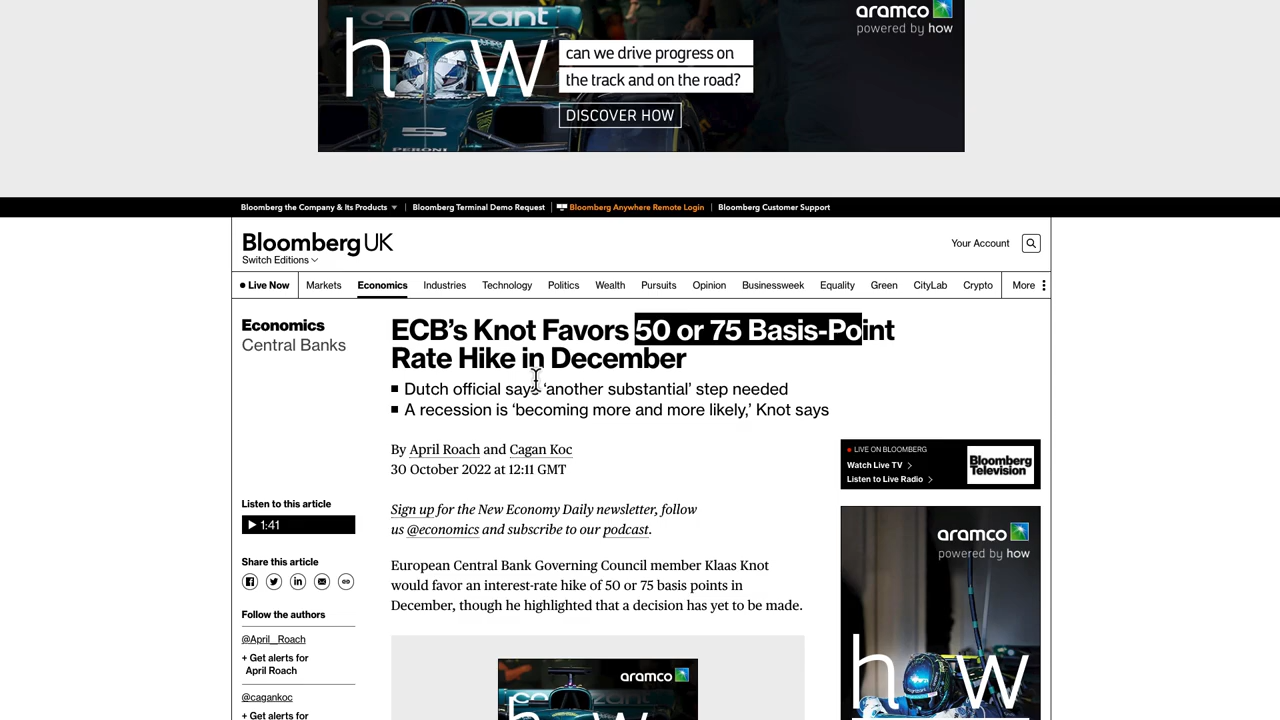 cognizant
aramco
powered by how
how
can we drive progress on
the track and on the road?
DISCOVER HOW
5
PERONI
Bloomberg the Company & Its Products
Bloomberg Terminal Demo Request
Bloomberg Anywhere Remote Login
Bloomberg Customer Support
Bloomberg UK
Switch Editions
Your Account
Live Now
Markets
Economics
Industries
Technology
Politics
Wealth
Pursuits
Opinion
Businessweek
Equality
Green
CityLab
Crypto
More
Economics
Central Banks
ECB's Knot Favors 50 or 75 Basis-Point
Rate Hike in December
Dutch official says 'another substantial' step needed
A recession is 'becoming more and more likely,' Knot says
By April Roach and Cagan Koc
30 October 2022 at 12:11 GMT
LIVE ON BLOOMBERG
Watch Live TV
Listen to Live Radio
Bloomberg
Television
Listen to this article
1:41
Share this article
Follow the authors
@April_Roach
+ Get alerts for
April Roach
@cagankoc
+ Get alerts for
Sign up for the New Economy Daily newsletter, follow
us @economics and subscribe to our podcast.
European Central Bank Governing Council member Klaas Knot
would favor an interest-rate hike of 50 or 75 basis points in
December, though he highlighted that a decision has yet to be made.
aramco
how
aramco
powered by how
how